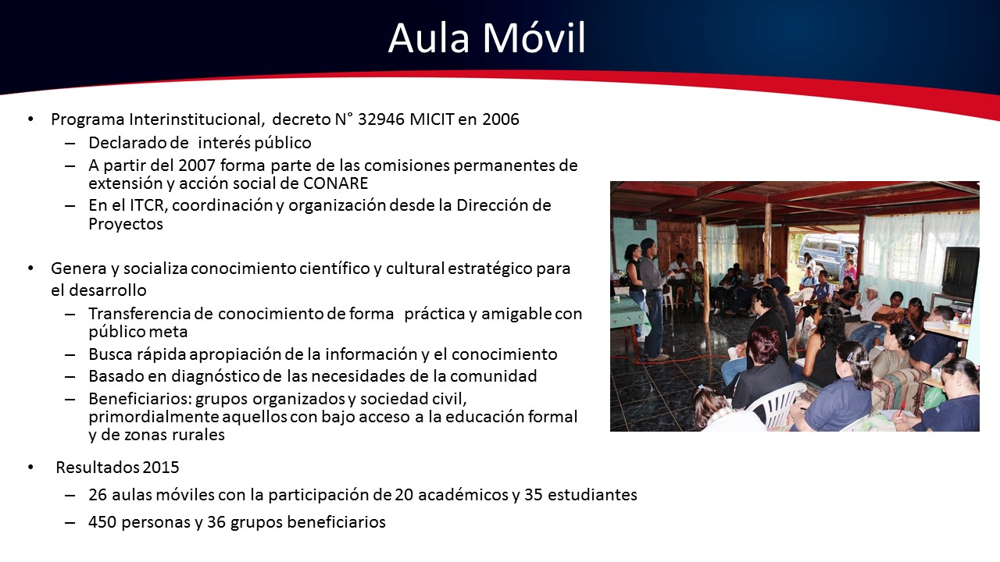 Aula Móvil
• Programa Interinstitucional, decreto N° 32946 MICIT en 2006
– Declarado de interés público
– A partir del 2007 forma parte de las comisiones permanentes de
extensión y acción social de CONARE
– En el ITCR, coordinación y organización desde la Dirección de
Proyectos
• Genera y socializa conocimiento científico y cultural estratégico para
el desarrollo
– Transferencia de conocimiento de forma práctica y amigable con
público meta
– Busca rápida apropiación de la información y el conocimiento
– Basado en diagnóstico de las necesidades de la comunidad
– Beneficiarios: grupos organizados y sociedad civil,
primordialmente aquellos con bajo acceso a la educación formal
y de zonas rurales
• Resultados 2015
– 26 aulas móviles con la participación de 20 académicos y 35 estudiantes
– 450 personas y 36 grupos beneficiarios